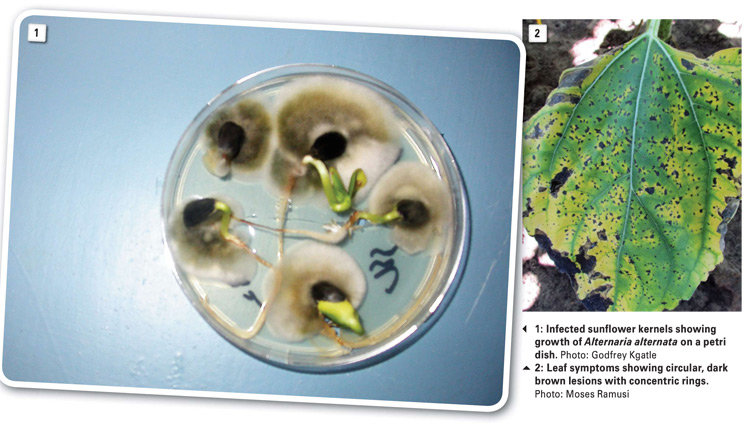 1
2
1: Infected sunflower kernels showing
growth of Alternaria alternata on a petri
dish. Photo: Godfrey Kgatle
2: Leaf symptoms showing circular, dark
brown lesions with concentric rings.
Photo: Moses Ramusi